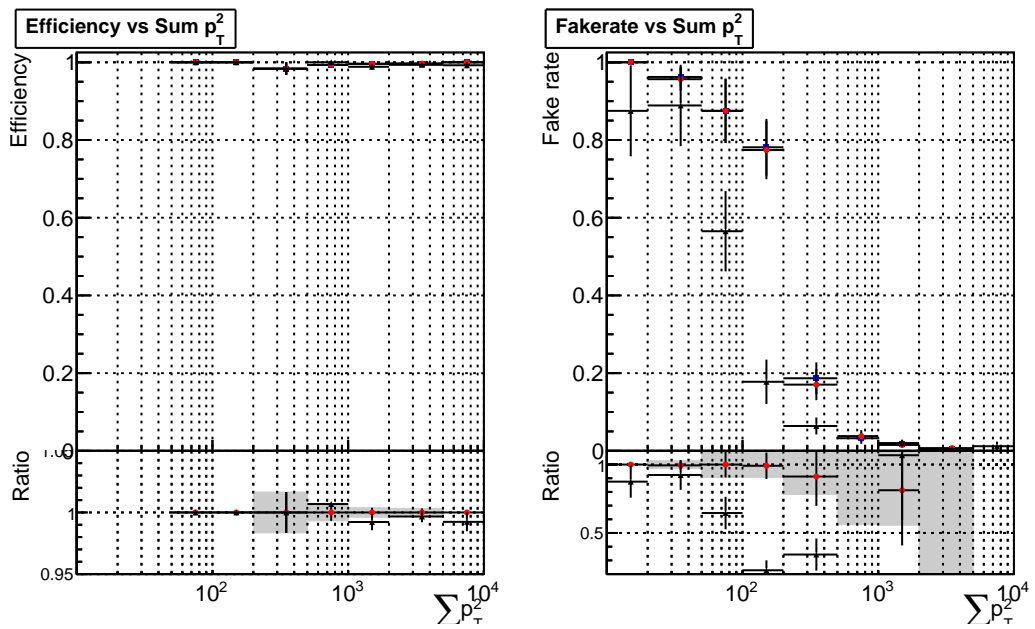 Efficiency vs Sum p_T^2
Efficiency
1
0.8
0.6
0.4
0.2
0
Ratio
1
0.95
10^2
10^3
10^4
∑p_T^2
Fakerate vs Sum p_T^2
Fake rate
1
0.8
0.6
0.4
0.2
0
Ratio
1
0.5
10^2
10^3
10^4
∑p_T^2